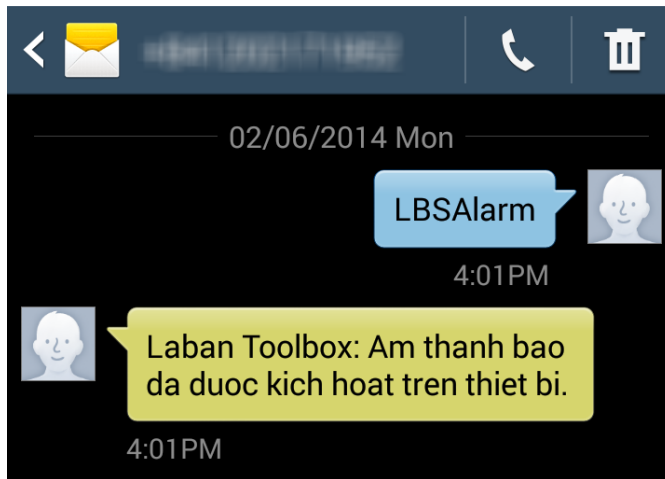 02/06/2014 Mon
LBSAlarm
4:01PM
Laban Toolbox: Am thanh bao
da duoc kich hoat tren thiet bi.
4:01PM